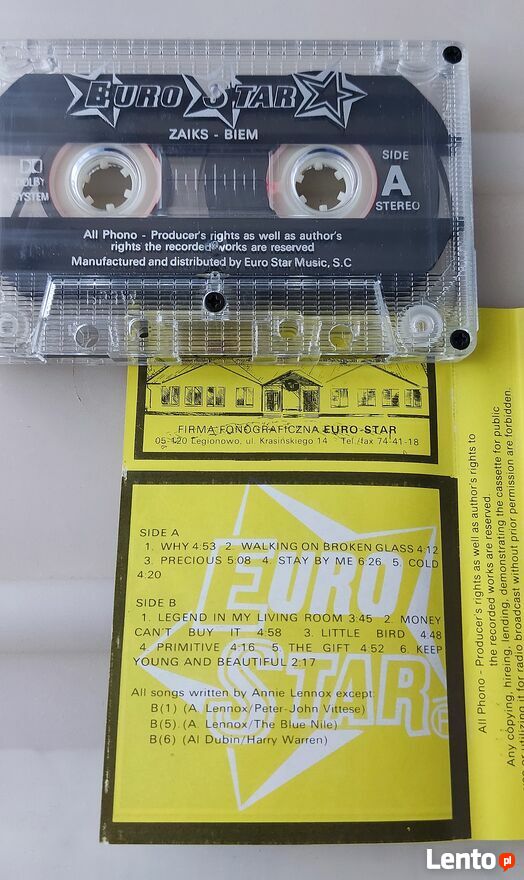 EURO STAR
ZAIKS - BIEM
DOLBY SYSTEM
SIDE
A
STEREO
All Phono - Producer's rights as well as author's
rights the recorded works are reserved
Manufactured and distributed by Euro Star Music, S.C
FIRMA FONOGRAFICZNA EURO-STAR
05-120 Legionowo, ul. Krasińskiego 14 Tel./fax 74-41-18
SIDE A
1. WHY 4:53 2. WALKING ON BROKEN GLASS 4:12
3. PRECIOUS 5:08 4. STAY BY ME 6:26 5. COLD
4:20
SIDE B
1. LEGEND IN MY LIVING ROOM 3:45 2. MONEY
CAN'T BUY IT 4:58 3. LITTLE BIRD 4:48
4. PRIMITIVE 4:16 5. THE GIFT 4:52 6. KEEP
YOUNG AND BEAUTIFUL 2:17
All songs written by Annie Lennox except:
B(1) (A. Lennox/Peter-John Vittese)
B(5) (A. Lennox/The Blue Nile)
B(6) (Al Dubin/Harry Warren)
EURO
STAR
All Phono - Producer's rights as well as author's rights to
the recorded works are reserved.
Any copying, hireing, lending, demonstrating the cassette for public
use or utilizing it for radio broadcast without prior permission are forbidden.
Lento.pl